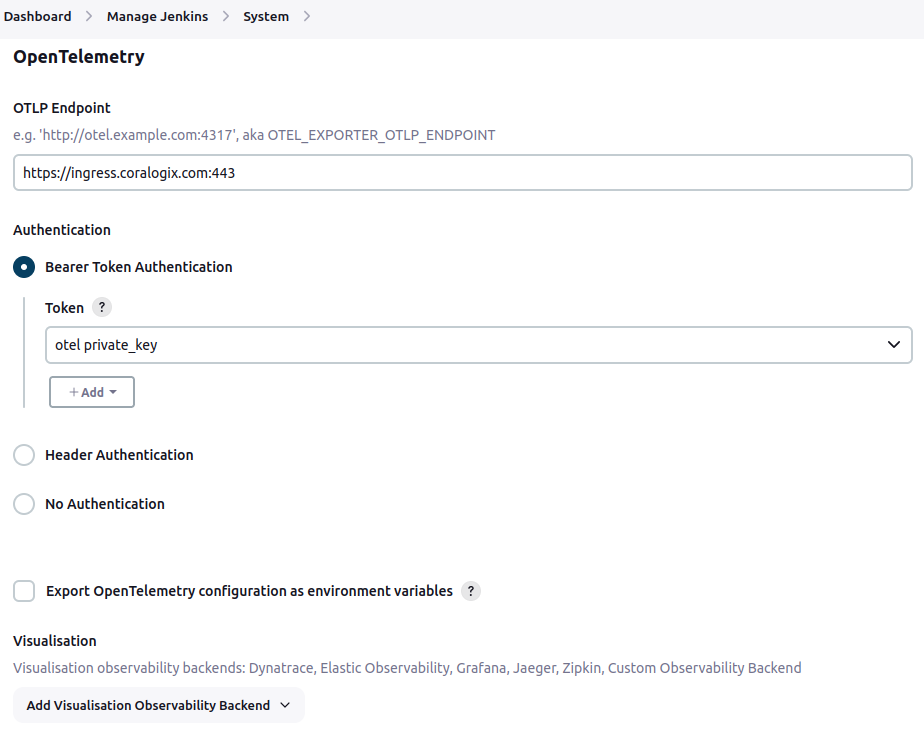 Dashboard > Manage Jenkins > System >
OpenTelemetry
OTLP Endpoint
e.g. 'http://otel.example.com:4317', aka OTEL_EXPORTER_OTLP_ENDPOINT
https://ingress.coralogix.com:443
Authentication
Bearer Token Authentication
Token ?
otel private_key
+ Add
Header Authentication
No Authentication
Export OpenTelemetry configuration as environment variables ?
Visualisation
Visualisation observability backends: Dynatrace, Elastic Observability, Grafana, Jaeger, Zipkin, Custom Observability Backend
Add Visualisation Observability Backend